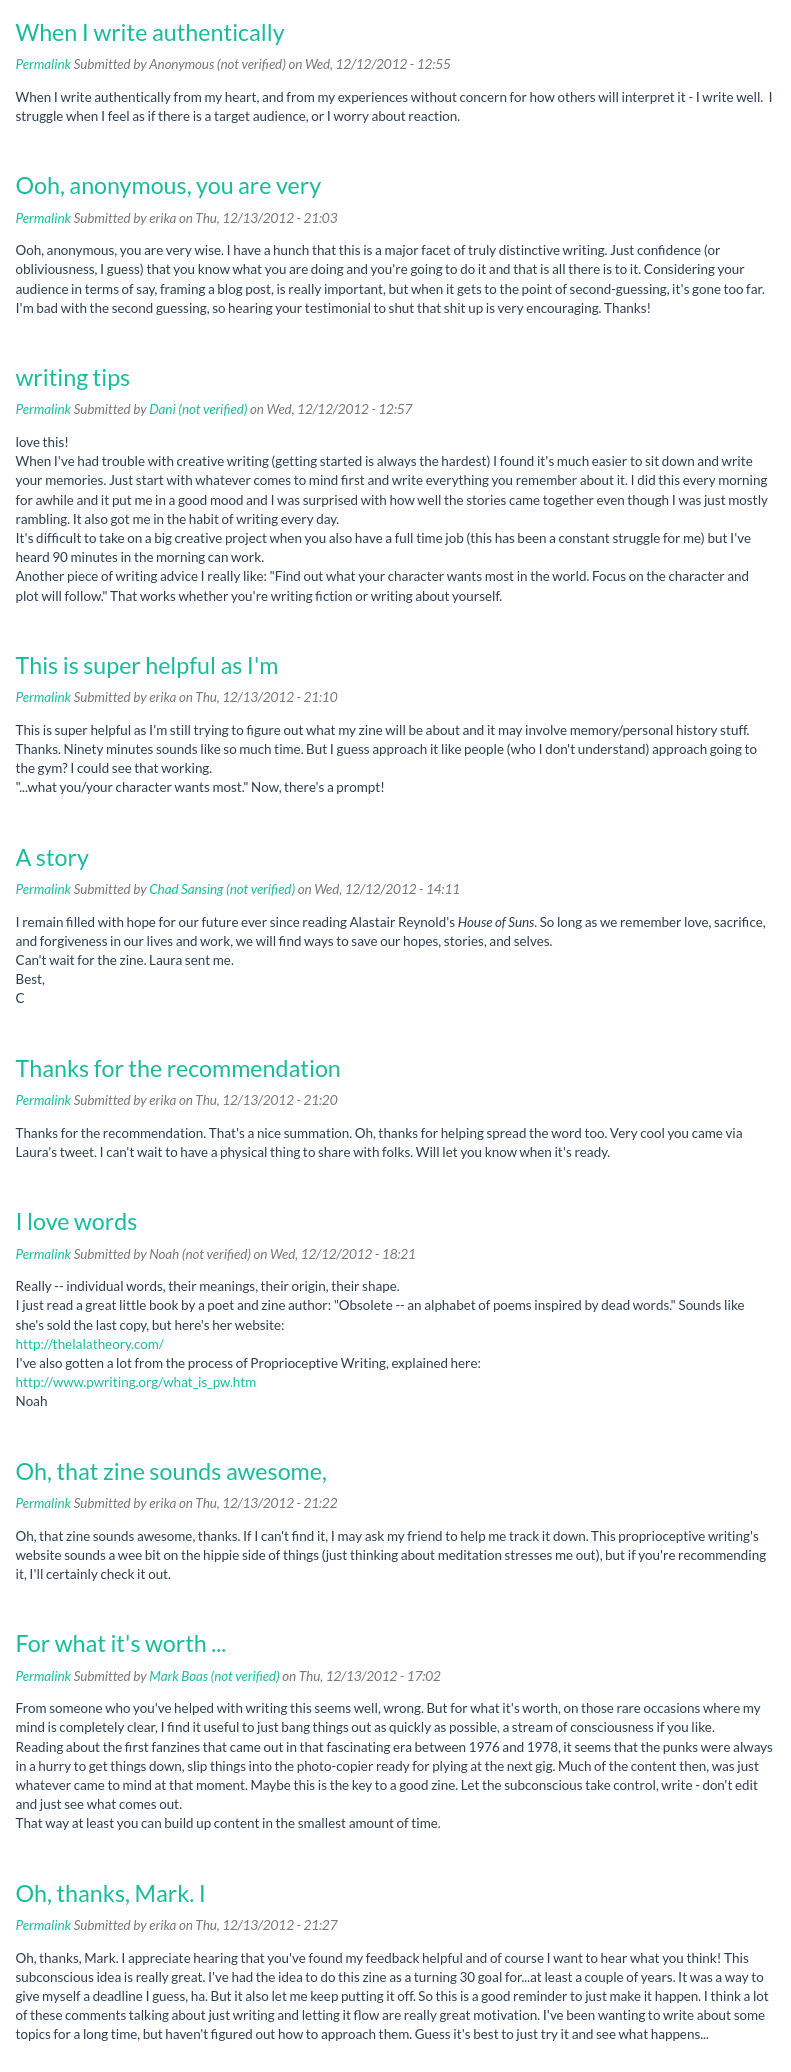 When I write authentically
Permalink Submitted by Anonymous (not verified) on Wed, 12/12/2012 - 12:55
When I write authentically from my heart, and from my experiences without concern for how others will interpret it - I write well.  I
struggle when I feel as if there is a target audience, or I worry about reaction.
Ooh, anonymous, you are very
Permalink Submitted by erika on Thu, 12/13/2012 - 21:03
Ooh, anonymous, you are very wise. I have a hunch that this is a major facet of truly distinctive writing. Just confidence (or
obliviousness, I guess) that you know what you are doing and you're going to do it and that is all there is to it. Considering your
audience in terms of say, framing a blog post, is really important, but when it gets to the point of second-guessing, it's gone too far.
I'm bad with the second guessing, so hearing your testimonial to shut that shit up is very encouraging. Thanks!
writing tips
Permalink Submitted by Dani (not verified) on Wed, 12/12/2012 - 12:57
love this!
When I've had trouble with creative writing (getting started is always the hardest) I found it's much easier to sit down and write
your memories. Just start with whatever comes to mind first and write everything you remember about it. I did this every morning
for awhile and it put me in a good mood and I was surprised with how well the stories came together even though I was just mostly
rambling. It also got me in the habit of writing every day.
It's difficult to take on a big creative project when you also have a full time job (this has been a constant struggle for me) but I've
heard 90 minutes in the morning can work.
Another piece of writing advice I really like: "Find out what your character wants most in the world. Focus on the character and
plot will follow." That works whether you're writing fiction or writing about yourself.
This is super helpful as I'm
Permalink Submitted by erika on Thu, 12/13/2012 - 21:10
This is super helpful as I'm still trying to figure out what my zine will be about and it may involve memory/personal history stuff.
Thanks. Ninety minutes sounds like so much time. But I guess approach it like people (who I don't understand) approach going to
the gym? I could see that working.
"...what you/your character wants most." Now, there's a prompt!
A story
Permalink Submitted by Chad Sansing (not verified) on Wed, 12/12/2012 - 14:11
I remain filled with hope for our future ever since reading Alastair Reynold's House of Suns. So long as we remember love, sacrifice,
and forgiveness in our lives and work, we will find ways to save our hopes, stories, and selves.
Can't wait for the zine. Laura sent me.
Best,
C
Thanks for the recommendation
Permalink Submitted by erika on Thu, 12/13/2012 - 21:20
Thanks for the recommendation. That's a nice summation. Oh, thanks for helping spread the word too. Very cool you came via
Laura's tweet. I can't wait to have a physical thing to share with folks. Will let you know when it's ready.
I love words
Permalink Submitted by Noah (not verified) on Wed, 12/12/2012 - 18:21
Really -- individual words, their meanings, their origin, their shape.
I just read a great little book by a poet and zine author: "Obsolete -- an alphabet of poems inspired by dead words." Sounds like
she's sold the last copy, but here's her website:
http://thelalatheory.com/
I've also gotten a lot from the process of Proprioceptive Writing, explained here:
http://www.pwriting.org/what_is_pw.htm
Noah
Oh, that zine sounds awesome,
Permalink Submitted by erika on Thu, 12/13/2012 - 21:22
Oh, that zine sounds awesome, thanks. If I can't find it, I may ask my friend to help me track it down. This proprioceptive writing's
website sounds a wee bit on the hippie side of things (just thinking about meditation stresses me out), but if you're recommending
it, I'll certainly check it out.
For what it's worth ...
Permalink Submitted by Mark Boas (not verified) on Thu, 12/13/2012 - 17:02
From someone who you've helped with writing this seems well, wrong. But for what it's worth, on those rare occasions where my
mind is completely clear, I find it useful to just bang things out as quickly as possible, a stream of consciousness if you like.
Reading about the first fanzines that came out in that fascinating era between 1976 and 1978, it seems that the punks were always
in a hurry to get things down, slip things into the photo-copier ready for plying at the next gig. Much of the content then, was just
whatever came to mind at that moment. Maybe this is the key to a good zine. Let the subconscious take control, write - don't edit
and just see what comes out.
That way at least you can build up content in the smallest amount of time.
Oh, thanks, Mark. I
Permalink Submitted by erika on Thu, 12/13/2012 - 21:27
Oh, thanks, Mark. I appreciate hearing that you've found my feedback helpful and of course I want to hear what you think! This
subconscious idea is really great. I've had the idea to do this zine as a turning 30 goal for...at least a couple of years. It was a way to
give myself a deadline I guess, ha. But it also let me keep putting it off. So this is a good reminder to just make it happen. I think a lot
of these comments talking about just writing and letting it flow are really great motivation. I've been wanting to write about some
topics for a long time, but haven't figured out how to approach them. Guess it's best to just try it and see what happens...